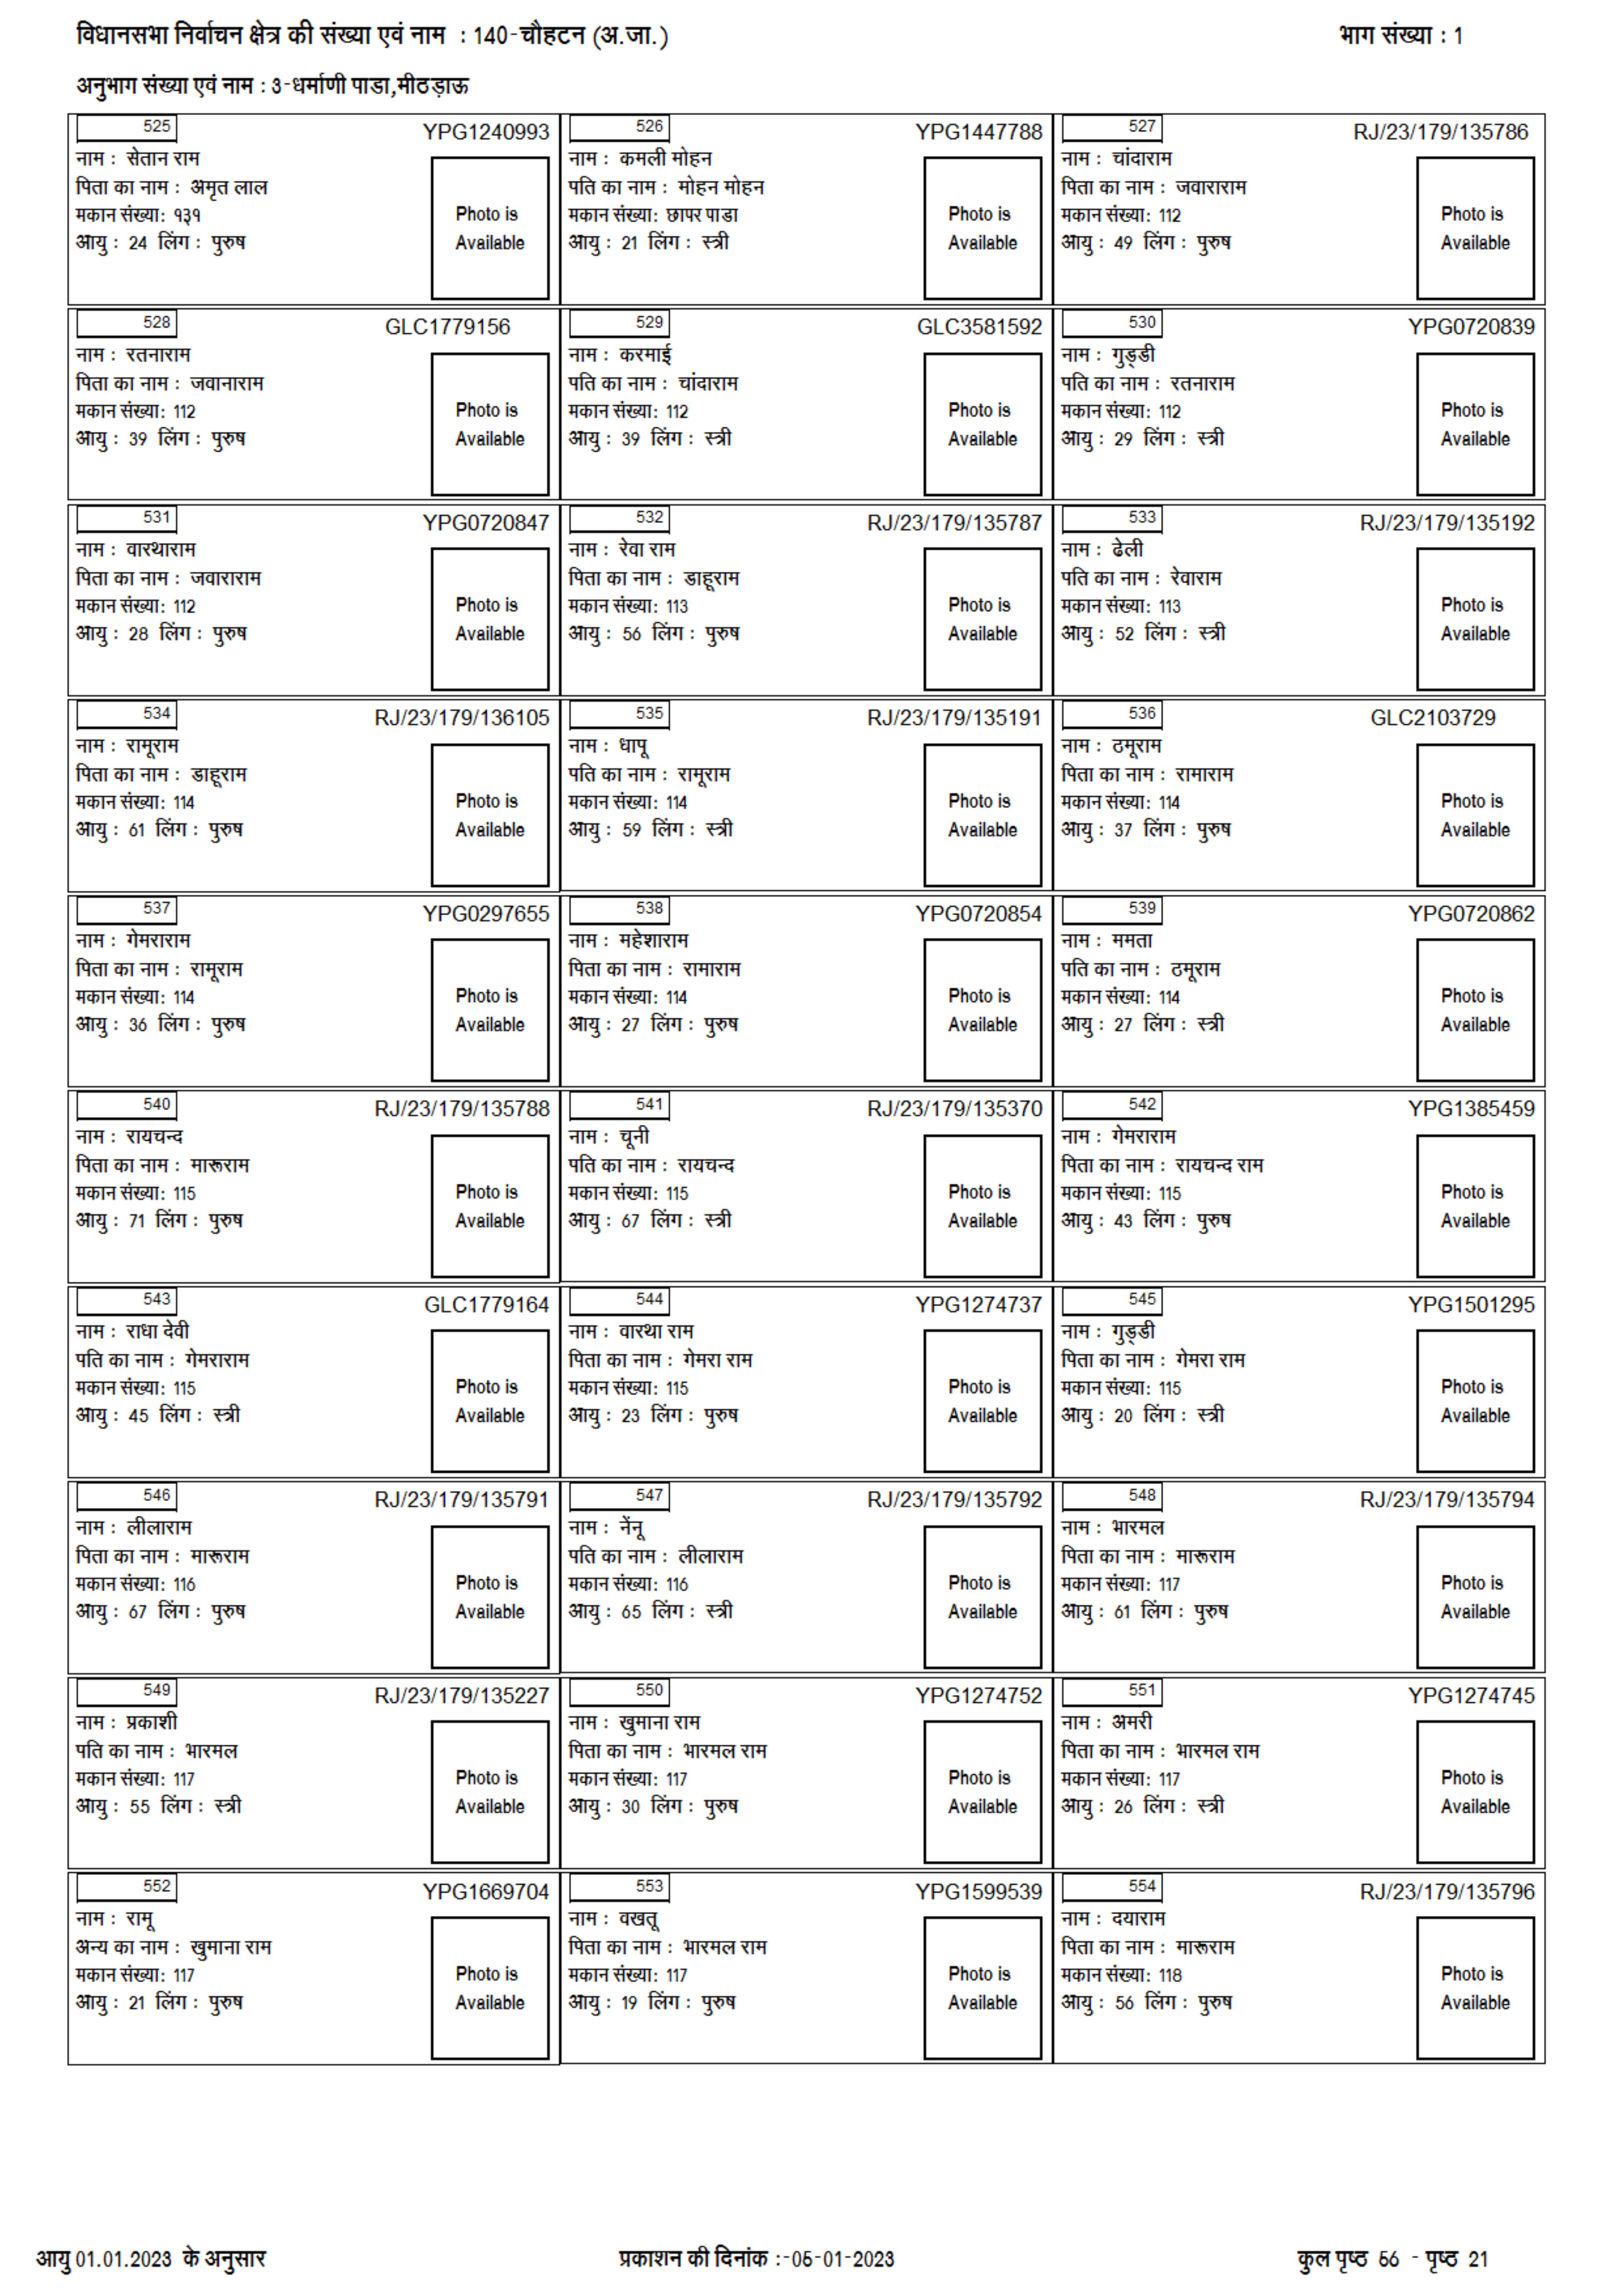 विधानसभा निर्वाचन क्षेत्र की संख्या एवं नाम : 140-चौहटन (अ.जा.) भाग संख्या : 1
अनुभाग संख्या एवं नाम : 3-धर्माणी पाडा,मीठड़ाऊ
525 YPG1240993
नाम : सेतान राम
पिता का नाम : अमृत लाल
मकान संख्या: १३१
आयु : 24 लिंग : पुरुष
Photo is
Available
526 YPG1447788
नाम : कमली मोहन
पति का नाम : मोहन मोहन
मकान संख्या: छापर पाडा
आयु : 21 लिंग : स्त्री
Photo is
Available
527 RJ/23/179/135786
नाम : चांदाराम
पिता का नाम : जवाराराम
मकान संख्या: 112
आयु : 49 लिंग : पुरुष
Photo is
Available
528 GLC1779156
नाम : रतनाराम
पिता का नाम : जवानाराम
मकान संख्या: 112
आयु : 39 लिंग : पुरुष
Photo is
Available
529 GLC3581592
नाम : करमाई
पति का नाम : चांदाराम
मकान संख्या: 112
आयु : 39 लिंग : स्त्री
Photo is
Available
530 YPG0720839
नाम : गुड्डी
पति का नाम : रतनाराम
मकान संख्या: 112
आयु : 29 लिंग : स्त्री
Photo is
Available
531 YPG0720847
नाम : वारथाराम
पिता का नाम : जवाराराम
मकान संख्या: 112
आयु : 28 लिंग : पुरुष
Photo is
Available
532 RJ/23/179/135787
नाम : रेवा राम
पिता का नाम : डाहूराम
मकान संख्या: 113
आयु : 56 लिंग : पुरुष
Photo is
Available
533 RJ/23/179/135192
नाम : ढेली
पति का नाम : रेवाराम
मकान संख्या: 113
आयु : 52 लिंग : स्त्री
Photo is
Available
534 RJ/23/179/136105
नाम : रामूराम
पिता का नाम : डाहूराम
मकान संख्या: 114
आयु : 61 लिंग : पुरुष
Photo is
Available
535 RJ/23/179/135191
नाम : धापू
पति का नाम : रामूराम
मकान संख्या: 114
आयु : 59 लिंग : स्त्री
Photo is
Available
536 GLC2103729
नाम : ठमूराम
पिता का नाम : रामाराम
मकान संख्या: 114
आयु : 37 लिंग : पुरुष
Photo is
Available
537 YPG0297655
नाम : गेमराराम
पिता का नाम : रामूराम
मकान संख्या: 114
आयु : 36 लिंग : पुरुष
Photo is
Available
538 YPG0720854
नाम : महेशाराम
पिता का नाम : रामाराम
मकान संख्या: 114
आयु : 27 लिंग : पुरुष
Photo is
Available
539 YPG0720862
नाम : ममता
पति का नाम : ठमूराम
मकान संख्या: 114
आयु : 27 लिंग : स्त्री
Photo is
Available
540 RJ/23/179/135788
नाम : रायचन्द
पिता का नाम : मारूराम
मकान संख्या: 115
आयु : 71 लिंग : पुरुष
Photo is
Available
541 RJ/23/179/135370
नाम : चूनी
पति का नाम : रायचन्द
मकान संख्या: 115
आयु : 67 लिंग : स्त्री
Photo is
Available
542 YPG1385459
नाम : गेमराराम
पिता का नाम : रायचन्द राम
मकान संख्या: 115
आयु : 43 लिंग : पुरुष
Photo is
Available
543 GLC1779164
नाम : राधा देवी
पति का नाम : गेमराराम
मकान संख्या: 115
आयु : 45 लिंग : स्त्री
Photo is
Available
544 YPG1274737
नाम : वारथा राम
पिता का नाम : गेमरा राम
मकान संख्या: 115
आयु : 23 लिंग : पुरुष
Photo is
Available
545 YPG1501295
नाम : गुड्डी
पिता का नाम : गेमरा राम
मकान संख्या: 115
आयु : 20 लिंग : स्त्री
Photo is
Available
546 RJ/23/179/135791
नाम : लीलाराम
पिता का नाम : मारूराम
मकान संख्या: 116
आयु : 67 लिंग : पुरुष
Photo is
Available
547 RJ/23/179/135792
नाम : नेंनू
पति का नाम : लीलाराम
मकान संख्या: 116
आयु : 65 लिंग : स्त्री
Photo is
Available
548 RJ/23/179/135794
नाम : भारमल
पिता का नाम : मारूराम
मकान संख्या: 117
आयु : 61 लिंग : पुरुष
Photo is
Available
549 RJ/23/179/135227
नाम : प्रकाशी
पति का नाम : भारमल
मकान संख्या: 117
आयु : 55 लिंग : स्त्री
Photo is
Available
550 YPG1274752
नाम : खुमाना राम
पिता का नाम : भारमल राम
मकान संख्या: 117
आयु : 30 लिंग : पुरुष
Photo is
Available
551 YPG1274745
नाम : अमरी
पिता का नाम : भारमल राम
मकान संख्या: 117
आयु : 26 लिंग : स्त्री
Photo is
Available
552 YPG1669704
नाम : रामू
अन्य का नाम : खुमाना राम
मकान संख्या: 117
आयु : 21 लिंग : पुरुष
Photo is
Available
553 YPG1599539
नाम : वखतू
पिता का नाम : भारमल राम
मकान संख्या: 117
आयु : 19 लिंग : पुरुष
Photo is
Available
554 RJ/23/179/135796
नाम : दयाराम
पिता का नाम : मारूराम
मकान संख्या: 118
आयु : 56 लिंग : पुरुष
Photo is
Available
आयु 01.01.2023 के अनुसार प्रकाशन की दिनांक :-05-01-2023 कुल पृष्ठ 56 - पृष्ठ 21